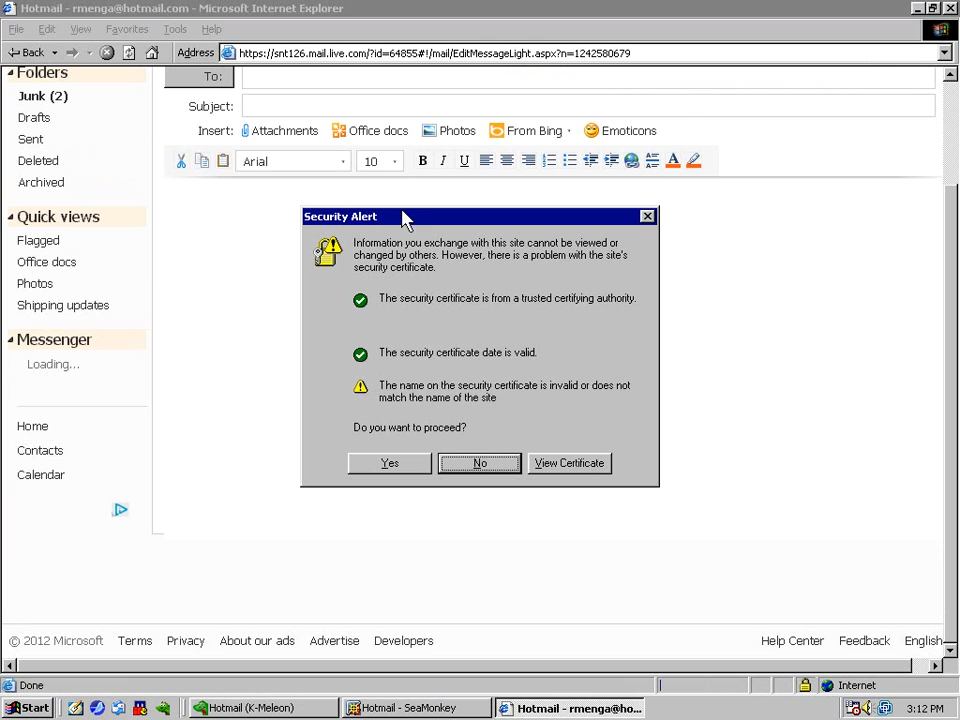 Hotmail - rmenga@hotmail.com - Microsoft Internet Explorer
File Edit View Favorites Tools Help
Back Address https://snt126.mail.live.com/?id=64855#!/mail/EditMessageLight.aspx?n=1242580679
Folders
Junk (2)
Drafts
Sent
Deleted
Archived
Quick views
Flagged
Office docs
Photos
Shipping updates
Messenger
Loading...
Home
Contacts
Calendar
To:
Subject:
Insert: Attachments Office docs Photos From Bing Emoticons
Arial 10 B I U A
Security Alert
Information you exchange with this site cannot be viewed or
changed by others. However, there is a problem with the site's
security certificate.
The security certificate is from a trusted certifying authority.
The security certificate date is valid.
The name on the security certificate is invalid or does not
match the name of the site
Do you want to proceed?
Yes No View Certificate
© 2012 Microsoft Terms Privacy About our ads Advertise Developers Help Center Feedback English
Done Internet
Start Hotmail (K-Meleon) Hotmail - SeaMonkey Hotmail - rmenga@ho... 3:12 PM